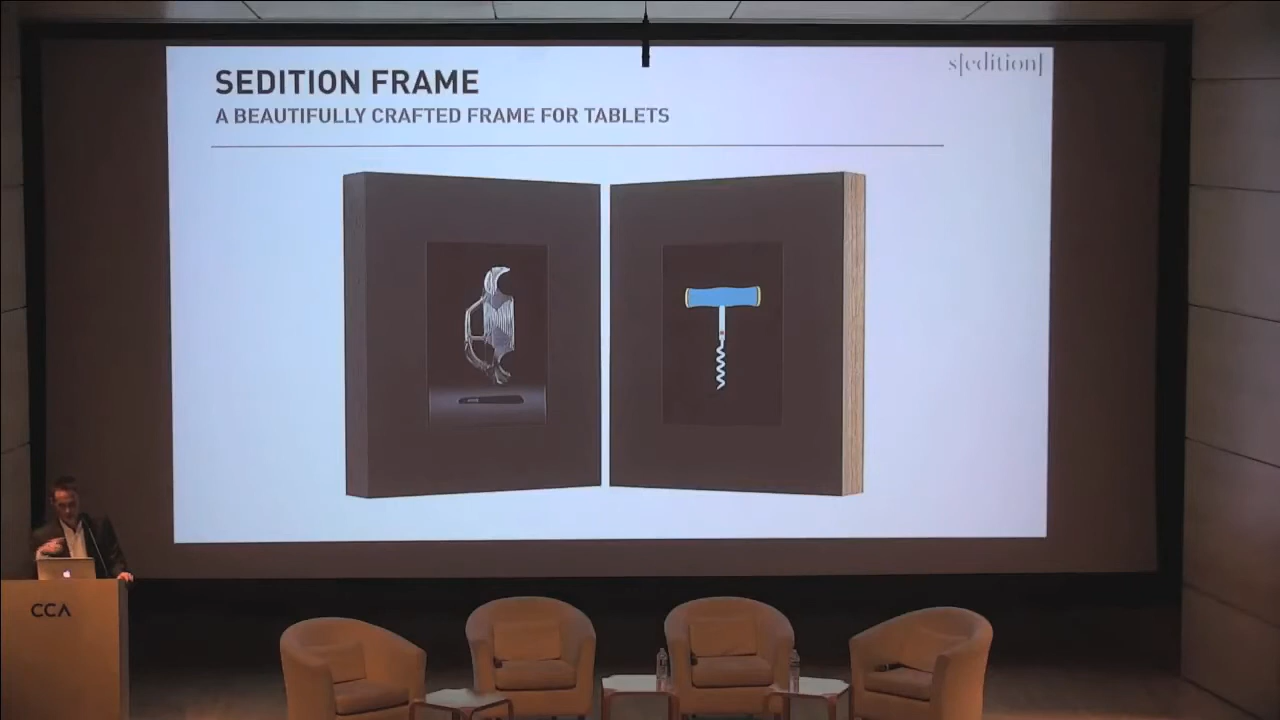 SEDITION FRAME
s[edition]
A BEAUTIFULLY CRAFTED FRAME FOR TABLETS
CCA